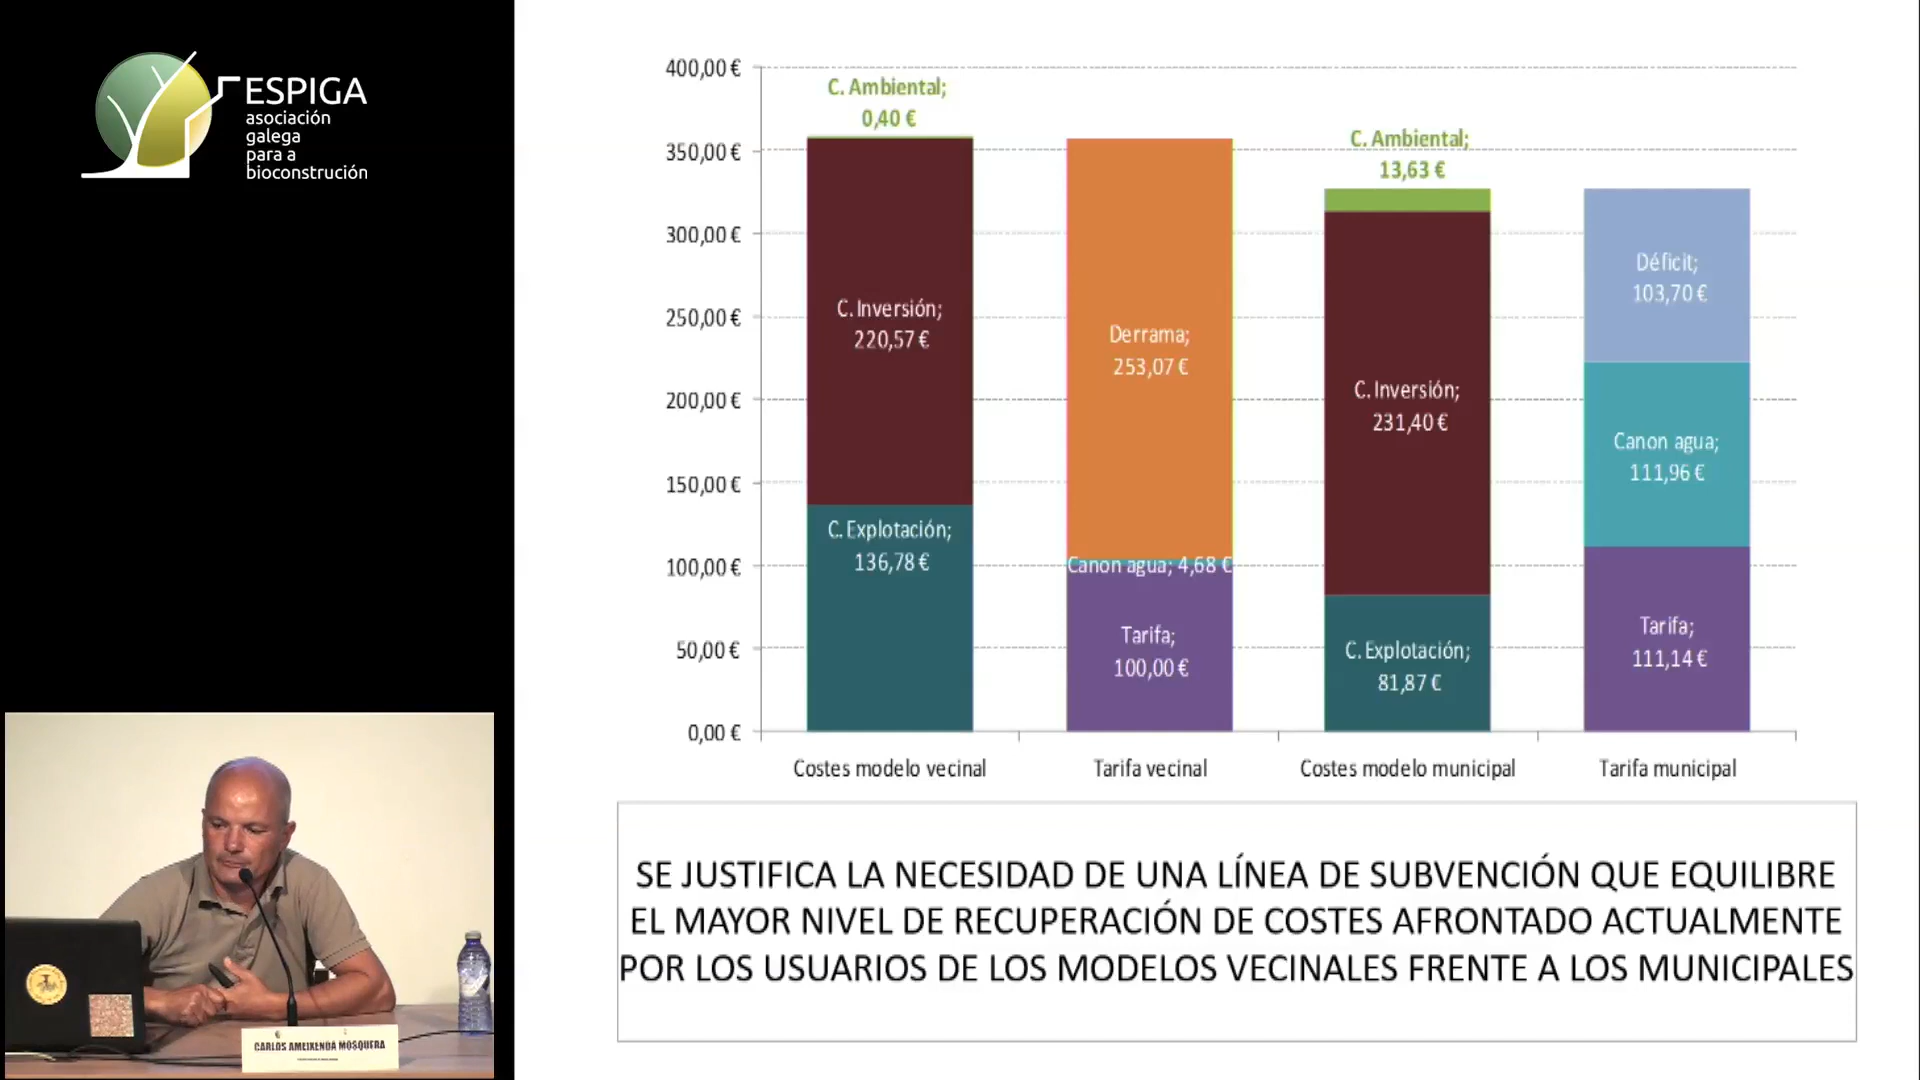 ESPIGA
asociación
galega
para a
bioconstrución
400,00 €
350,00 €
300,00 €
250,00 €
200,00 €
150,00 €
100,00 €
50,00 €
0,00 €
C. Ambiental;
0,40 €
C. Inversión;
220,57 €
C. Explotación;
136,78 €
Derrama;
253,07 €
Canon agua; 4,68 €
Tarifa;
100,00 €
C. Ambiental;
13,63 €
C. Inversión;
231,40 €
C. Explotación;
81,87 €
Déficit;
103,70 €
Canon agua;
111,96 €
Tarifa;
111,14 €
Costes modelo vecinal
Tarifa vecinal
Costes modelo municipal
Tarifa municipal
SE JUSTIFICA LA NECESIDAD DE UNA LÍNEA DE SUBVENCIÓN QUE EQUILIBRE
EL MAYOR NIVEL DE RECUPERACIÓN DE COSTES AFRONTADO ACTUALMENTE
POR LOS USUARIOS DE LOS MODELOS VECINALES FRENTE A LOS MUNICIPALES
CARLOS AMEIXENDA MOSQUERA